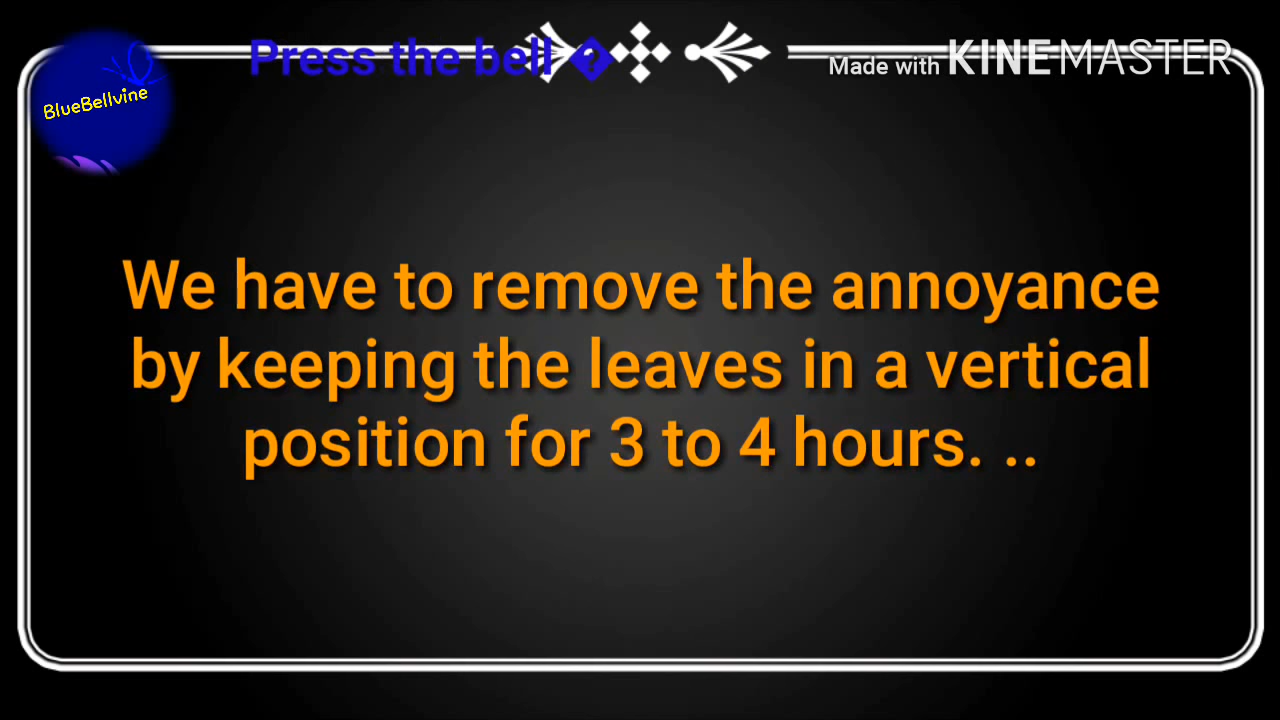 Press the bell �
Made with KINEMASTER
BlueBellvine
We have to remove the annoyance
by keeping the leaves in a vertical
position for 3 to 4 hours. ..